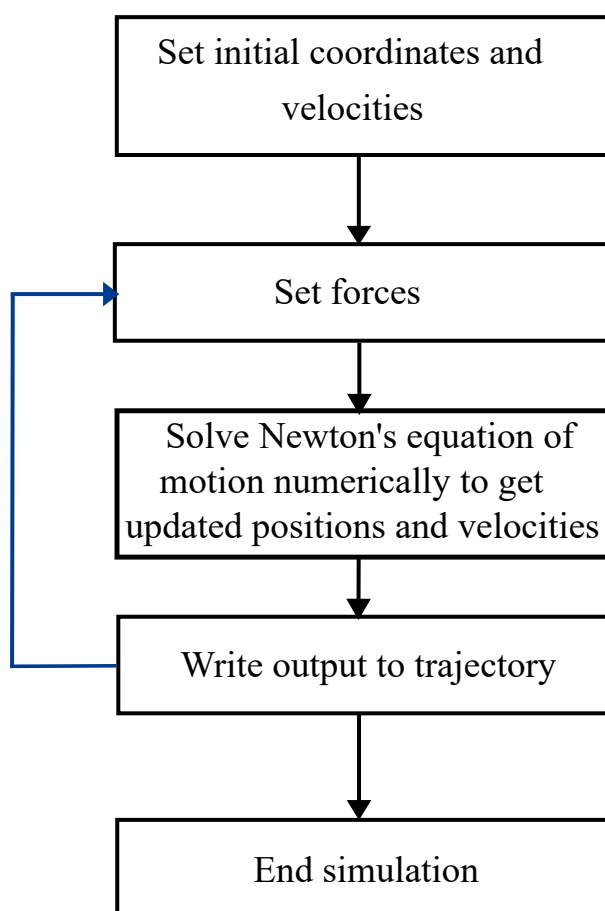 Set initial coordinates and
velocities
Set forces
Solve Newton's equation of
motion numerically to get
updated positions and velocities
Write output to trajectory
End simulation